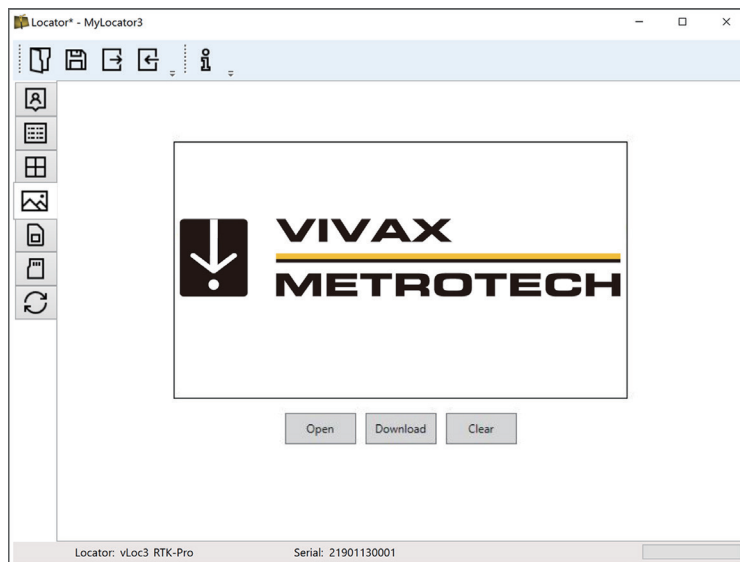 Locator* - MyLocator3
VIVAX
METROTECH
Open Download Clear
Locator: vLoc3 RTK-Pro Serial: 21901130001